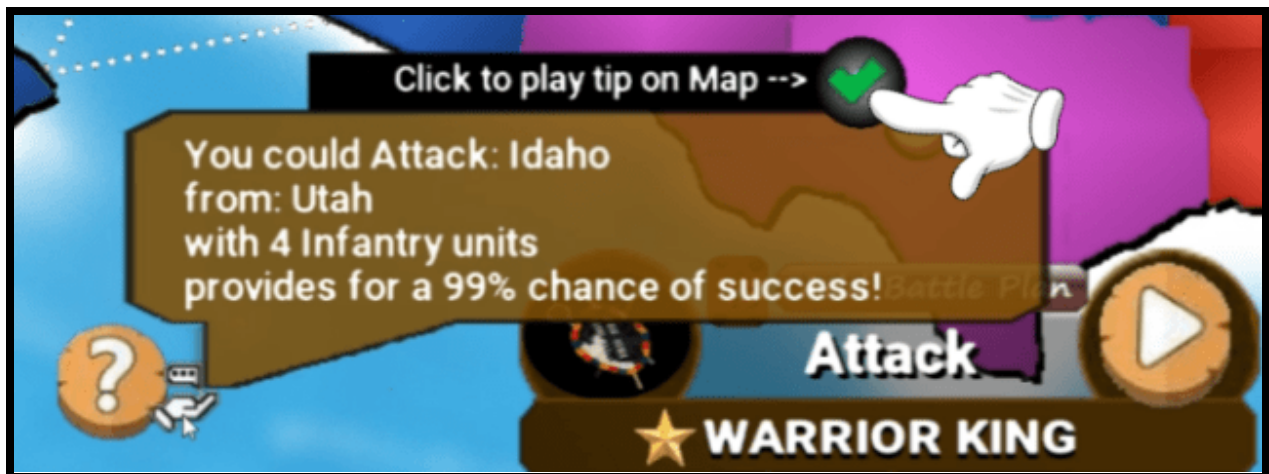 Click to play tip on Map -->
You could Attack: Idaho
from: Utah
with 4 Infantry units
provides for a 99% chance of success!
Battle Plan
?
Attack
WARRIOR KING